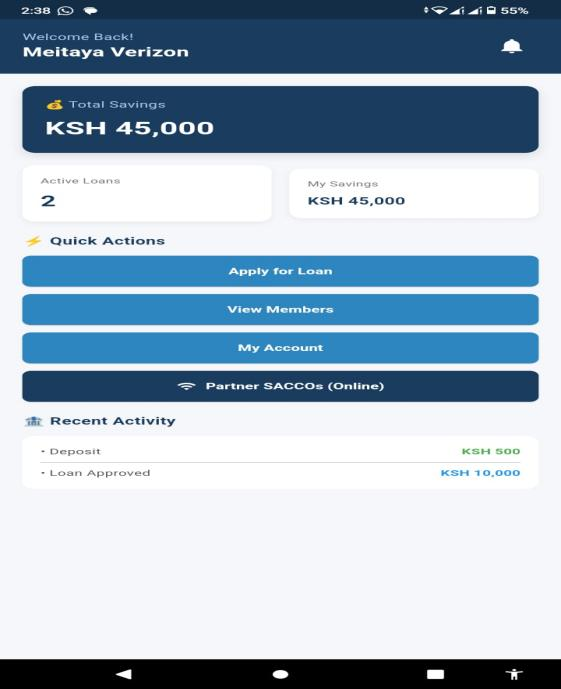 2:38 55%
Welcome Back!
Meitaya Verizon
Total Savings
KSH 45,000
Active Loans
2
My Savings
KSH 45,000
Quick Actions
Apply for Loan
View Members
My Account
Partner SACCOs (Online)
Recent Activity
• Deposit KSH 500
• Loan Approved KSH 10,000